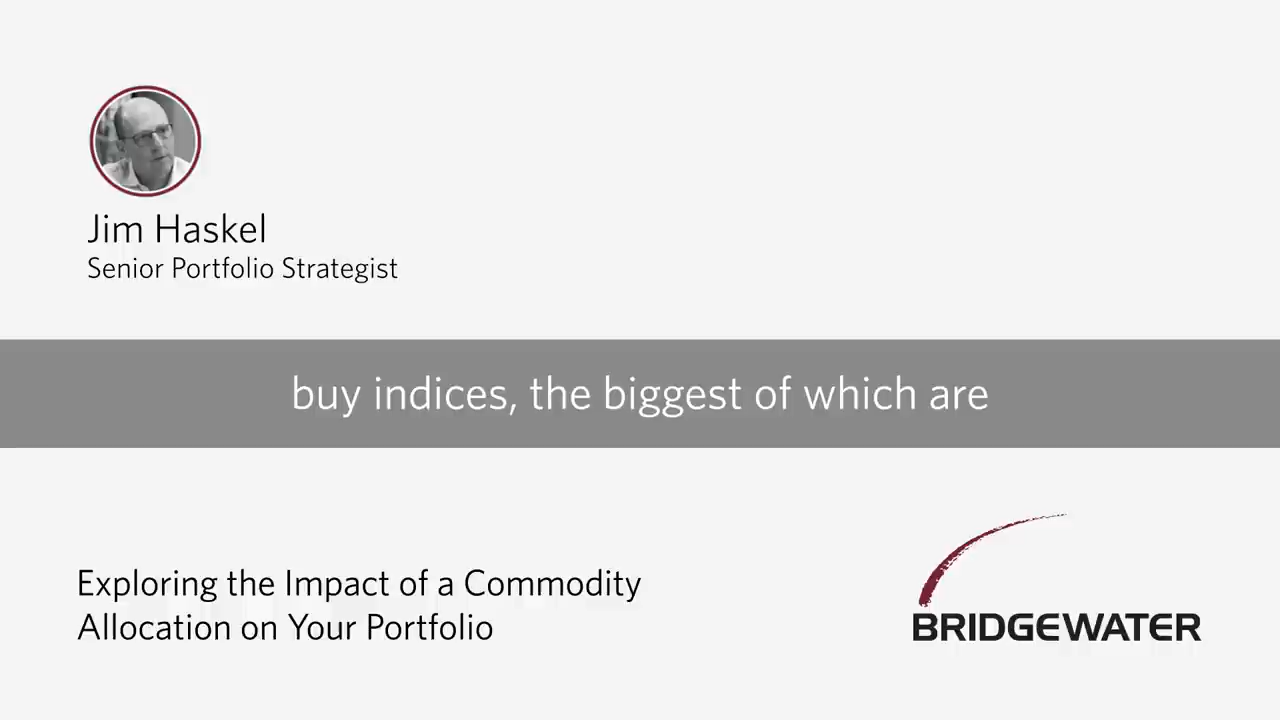 Jim Haskel
Senior Portfolio Strategist
buy indices, the biggest of which are
Exploring the Impact of a Commodity
Allocation on Your Portfolio
BRIDGEWATER